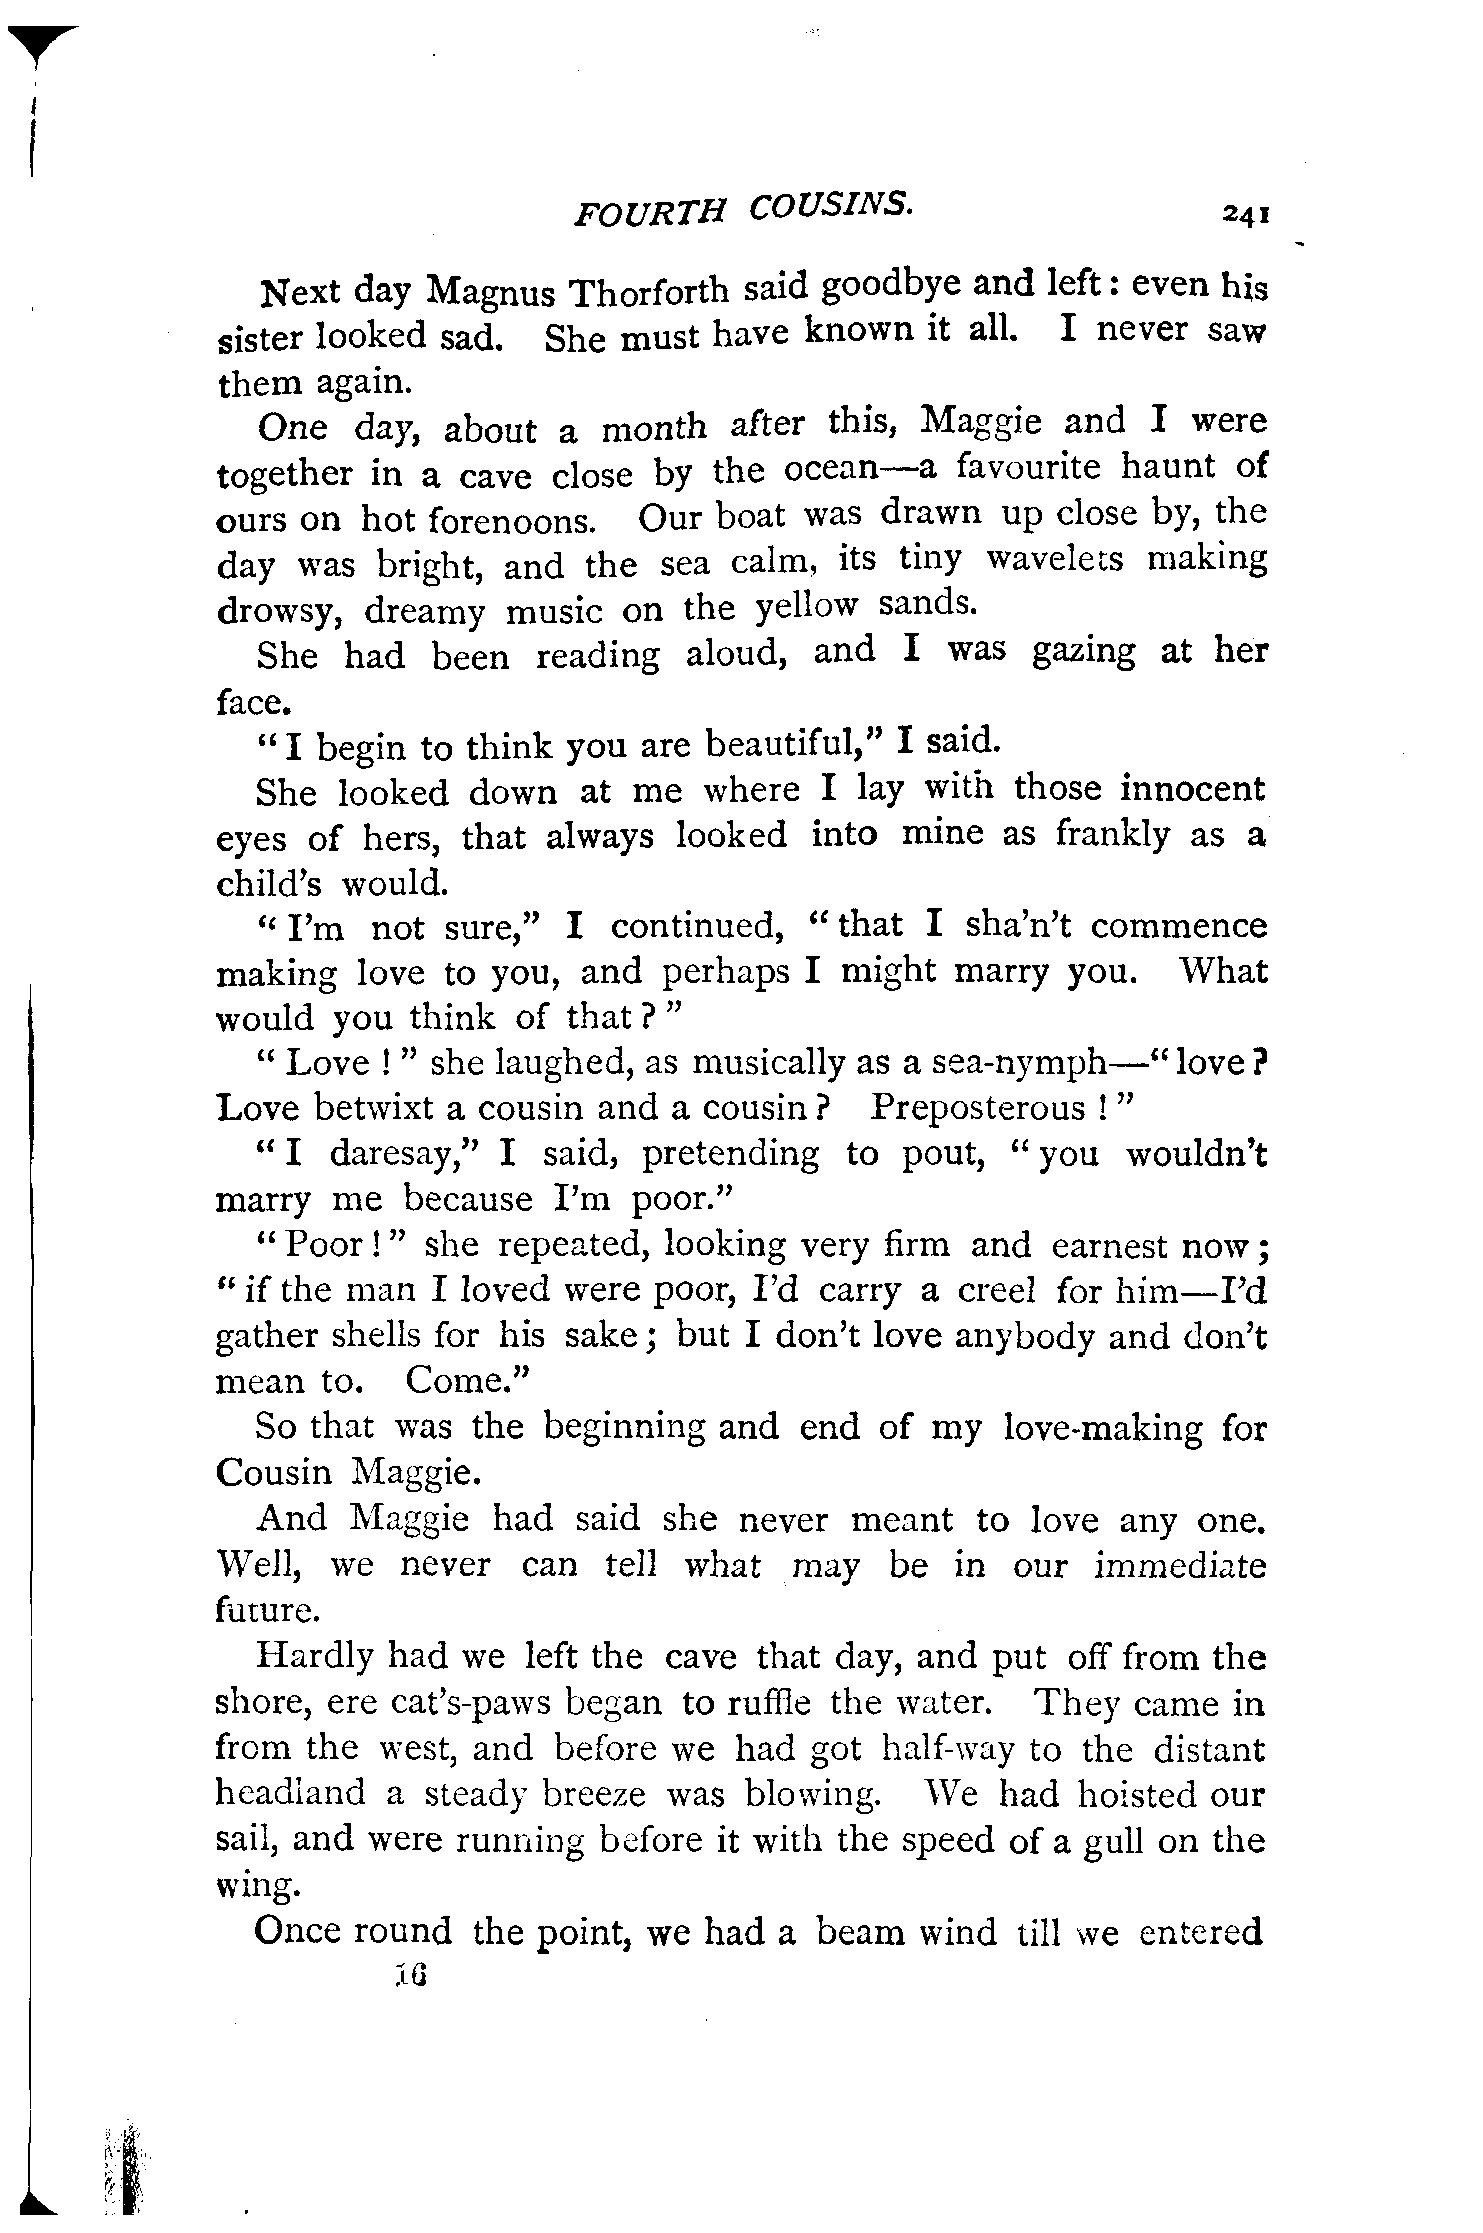 FOURTH COUSINS. 241
Next day Magnus Thorforth said goodbye and left: even his
sister looked sad. She must have known it all. I never saw
them again.
One day, about a month after this, Maggie and I were
together in a cave close by the ocean—a favourite haunt of
ours on hot forenoons. Our boat was drawn up close by, the
day was bright, and the sea calm, its tiny wavelets making
drowsy, dreamy music on the yellow sands.
She had been reading aloud, and I was gazing at her
face.
“I begin to think you are beautiful,” I said.
She looked down at me where I lay with those innocent
eyes of hers, that always looked into mine as frankly as a
child’s would.
“I’m not sure,” I continued, “that I sha’n’t commence
making love to you, and perhaps I might marry you. What
would you think of that?”
“Love!” she laughed, as musically as a sea-nymph—“love?
Love betwixt a cousin and a cousin? Preposterous!”
“I daresay,” I said, pretending to pout, “you wouldn’t
marry me because I’m poor.”
“Poor!” she repeated, looking very firm and earnest now;
“if the man I loved were poor, I’d carry a creel for him—I’d
gather shells for his sake; but I don’t love anybody and don’t
mean to. Come.”
So that was the beginning and end of my love-making for
Cousin Maggie.
And Maggie had said she never meant to love any one.
Well, we never can tell what may be in our immediate
future.
Hardly had we left the cave that day, and put off from the
shore, ere cat’s-paws began to ruffle the water. They came in
from the west, and before we had got half-way to the distant
headland a steady breeze was blowing. We had hoisted our
sail, and were running before it with the speed of a gull on the
wing.
Once round the point, we had a beam wind till we entered
16